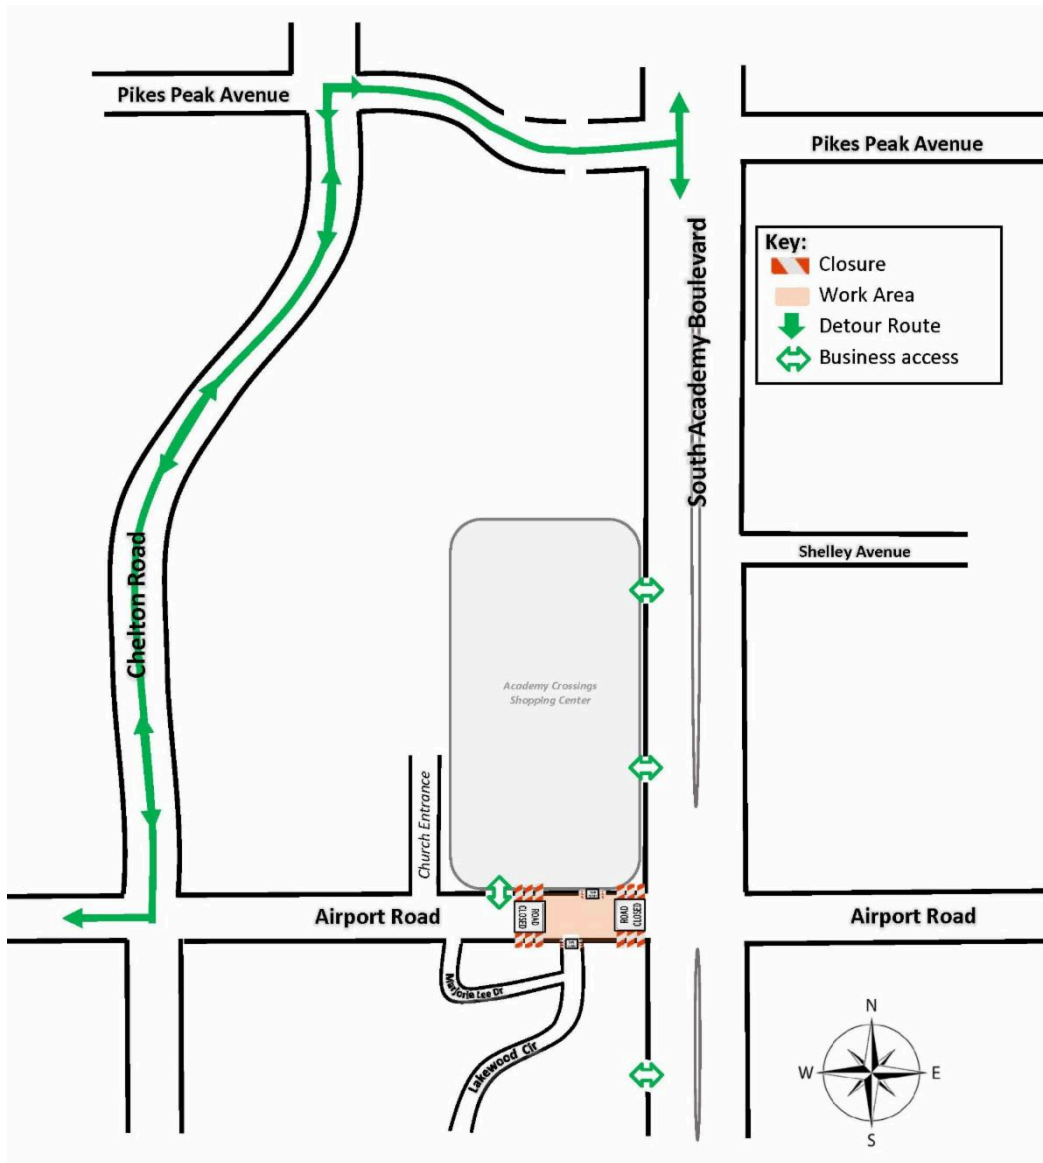 Pikes Peak Avenue
Pikes Peak Avenue
South Academy Boulevard
Key:
Closure
Work Area
Detour Route
Business access
Shelley Avenue
Chelton Road
Academy Crossings
Shopping Center
Church Entrance
Airport Road
ROAD
CLOSED
ROAD
CLOSED
Airport Road
Marjorie Lee Dr
Lakewood Cir
N
W
E
S